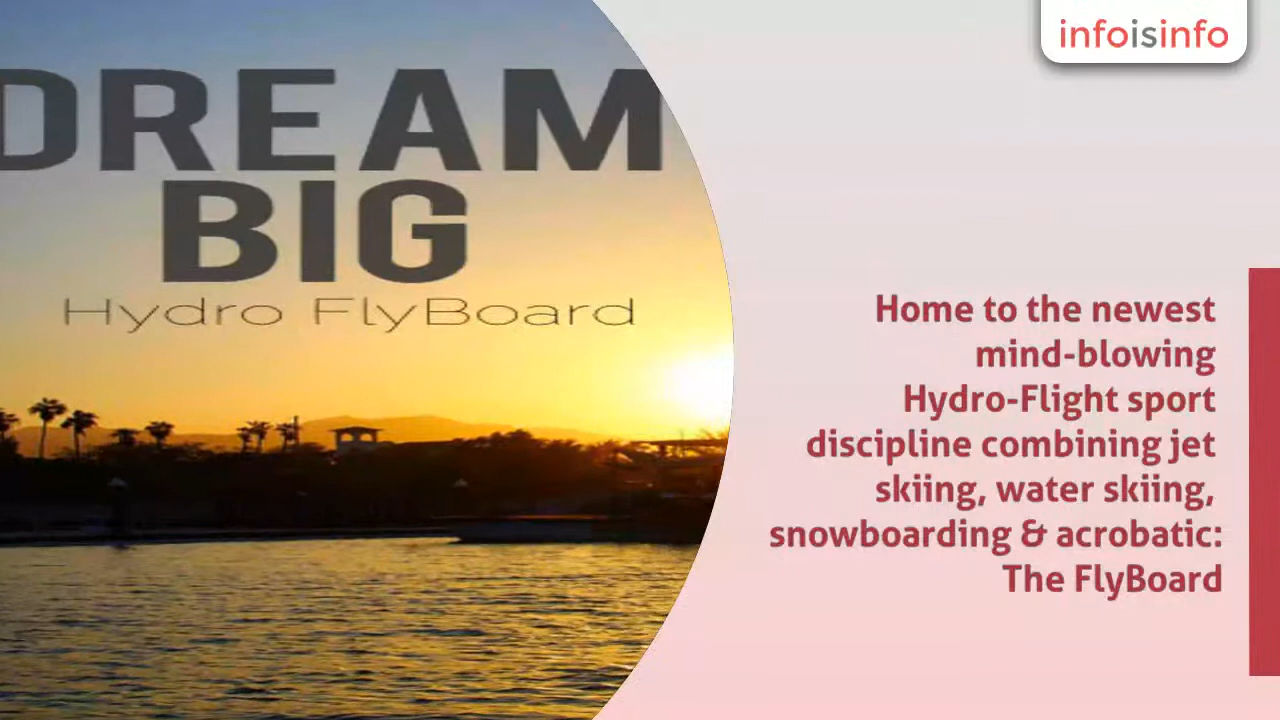 infoisinfo
DREAM
BIG
Hydro FlyBoard
Home to the newest
mind-blowing
Hydro-Flight sport
discipline combining jet
skiing, water skiing,
snowboarding & acrobatic:
The FlyBoard